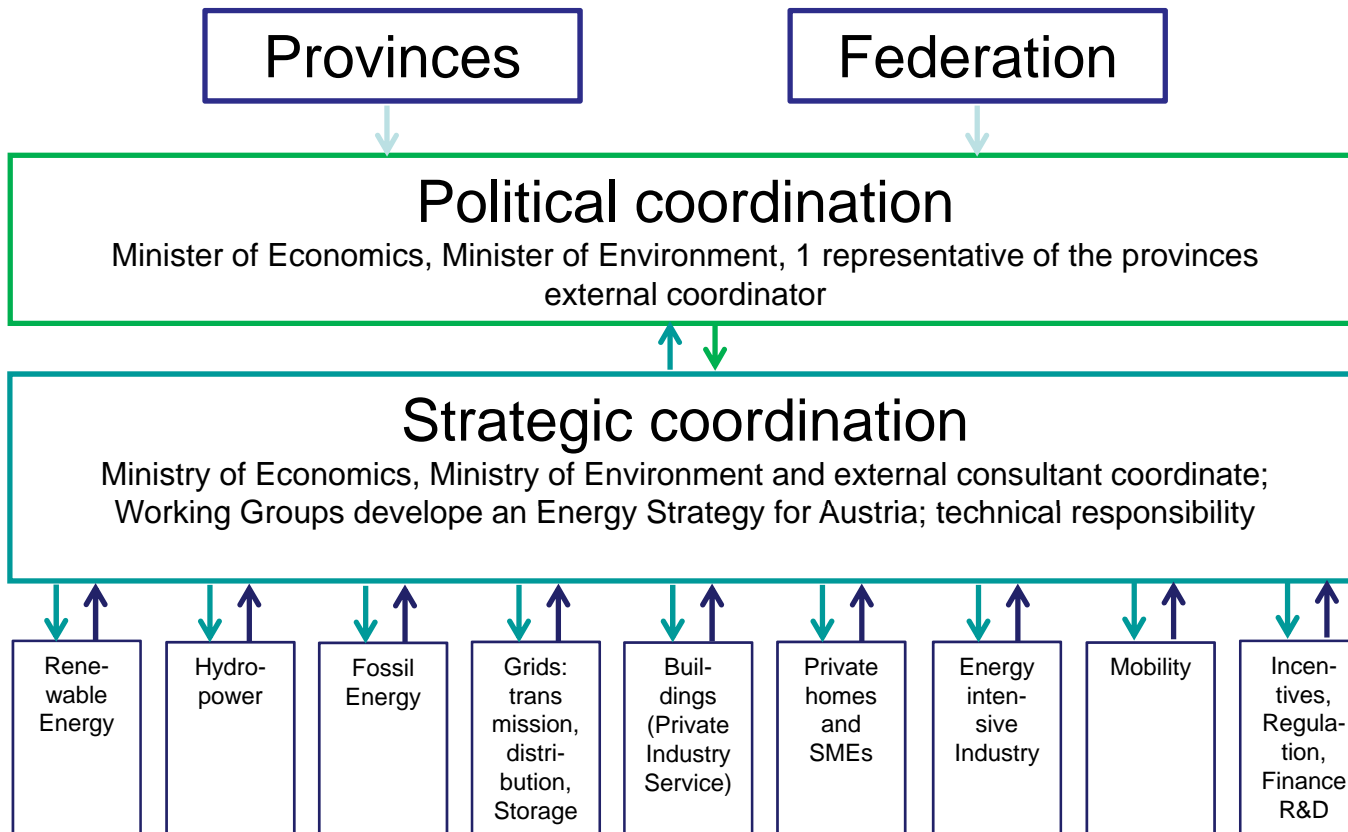 Provinces
Federation
Political coordination
Minister of Economics, Minister of Environment, 1 representative of the provinces
external coordinator
Strategic coordination
Ministry of Economics, Ministry of Environment and external consultant coordinate;
Working Groups develope an Energy Strategy for Austria; technical responsibility
Rene-
wable
Energy
Hydro-
power
Fossil
Energy
Grids:
trans
mission,
distri-
bution,
Storage
Buil-
dings
(Private
Industry
Service)
Private
homes
and
SMEs
Energy
inten-
sive
Industry
Mobility
Incen-
tives,
Regula-
tion,
Finance
R&D